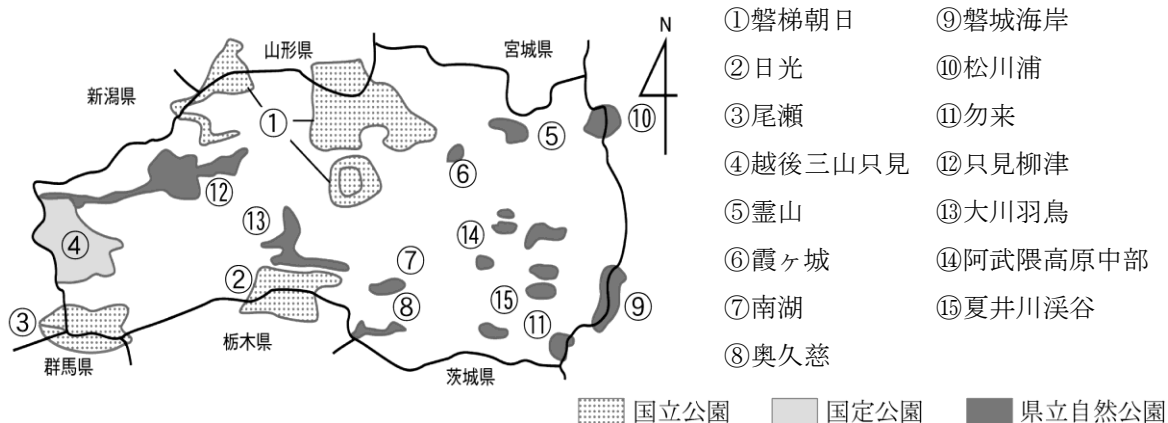 山形県
宮城県
新潟県
N
①
⑩
⑤
⑥
⑫
⑬
⑭
④
⑦
②
⑮
⑨
⑧
⑪
③
栃木県
群馬県
茨城県
①磐梯朝日
②日光
③尾瀬
④越後三山只見
⑤霊山
⑥霞ヶ城
⑦南湖
⑧奥久慈
⑨磐城海岸
⑩松川浦
⑪勿来
⑫只見柳津
⑬大川羽鳥
⑭阿武隈高原中部
⑮夏井川渓谷
国立公園
国定公園
県立自然公園